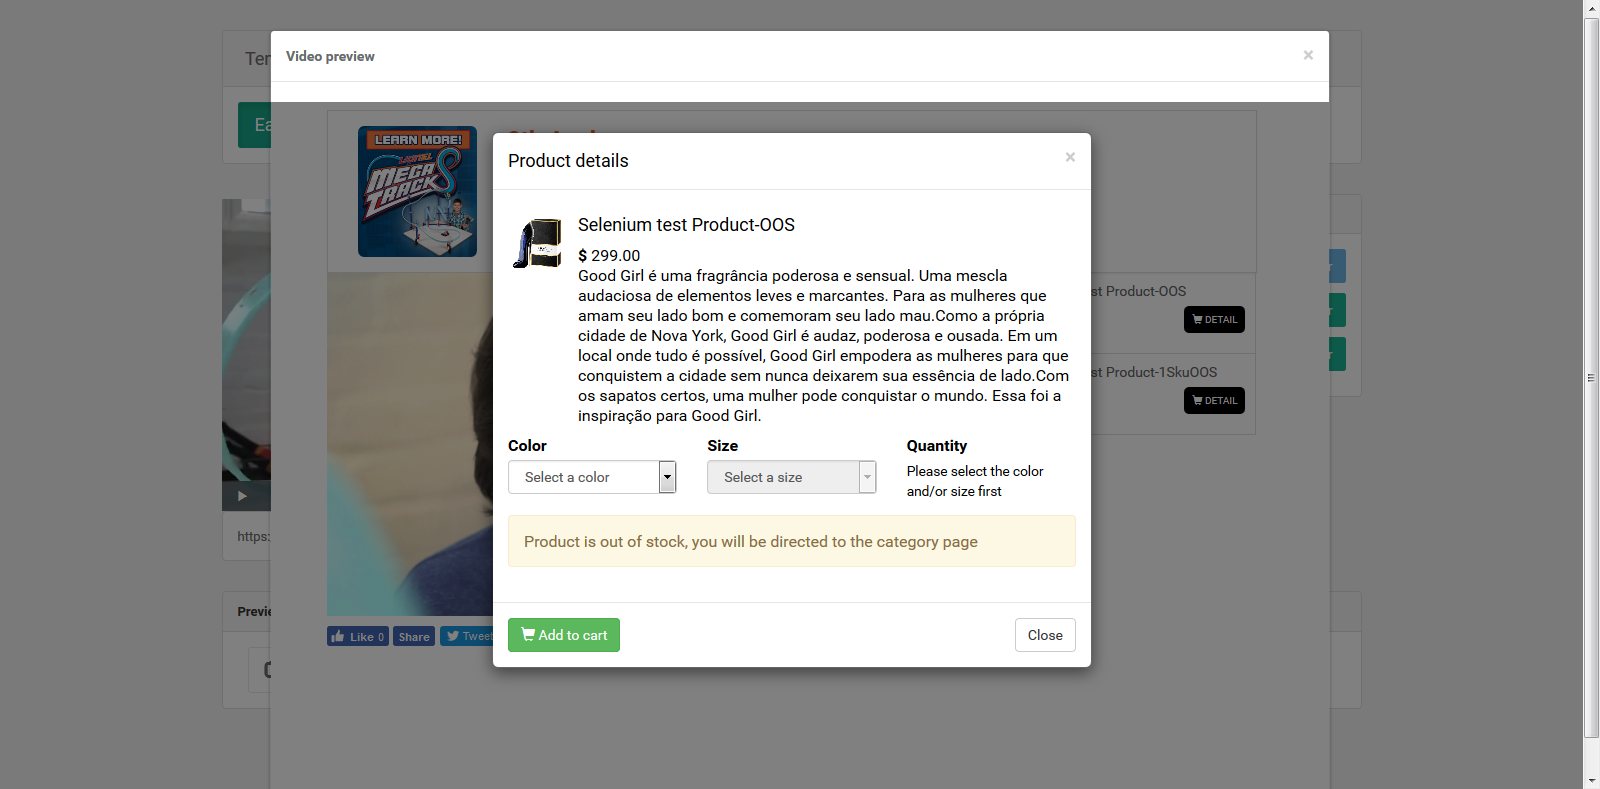 Video preview
×
LEARN MORE!
MEGA
TRACKS
Product details
×
Selenium test Product-OOS
$ 299.00
Good Girl é uma fragrância poderosa e sensual. Uma mescla
audaciosa de elementos leves e marcantes. Para as mulheres que
amam seu lado bom e comemoram seu lado mau.Como a própria
cidade de Nova York, Good Girl é audaz, poderosa e ousada. Em um
local onde tudo é possível, Good Girl empodera as mulheres para que
conquistem a cidade sem nunca deixarem sua essência de lado.Com
os sapatos certos, uma mulher pode conquistar o mundo. Essa foi a
inspiração para Good Girl.
Color
Size
Quantity
Select a color
Select a size
Please select the color
and/or size first
Product is out of stock, you will be directed to the category page
Add to cart
Close
st Product-OOS
DETAIL
st Product-1SkuOOS
DETAIL
https:
Like 0
Share
Tweet
Previe